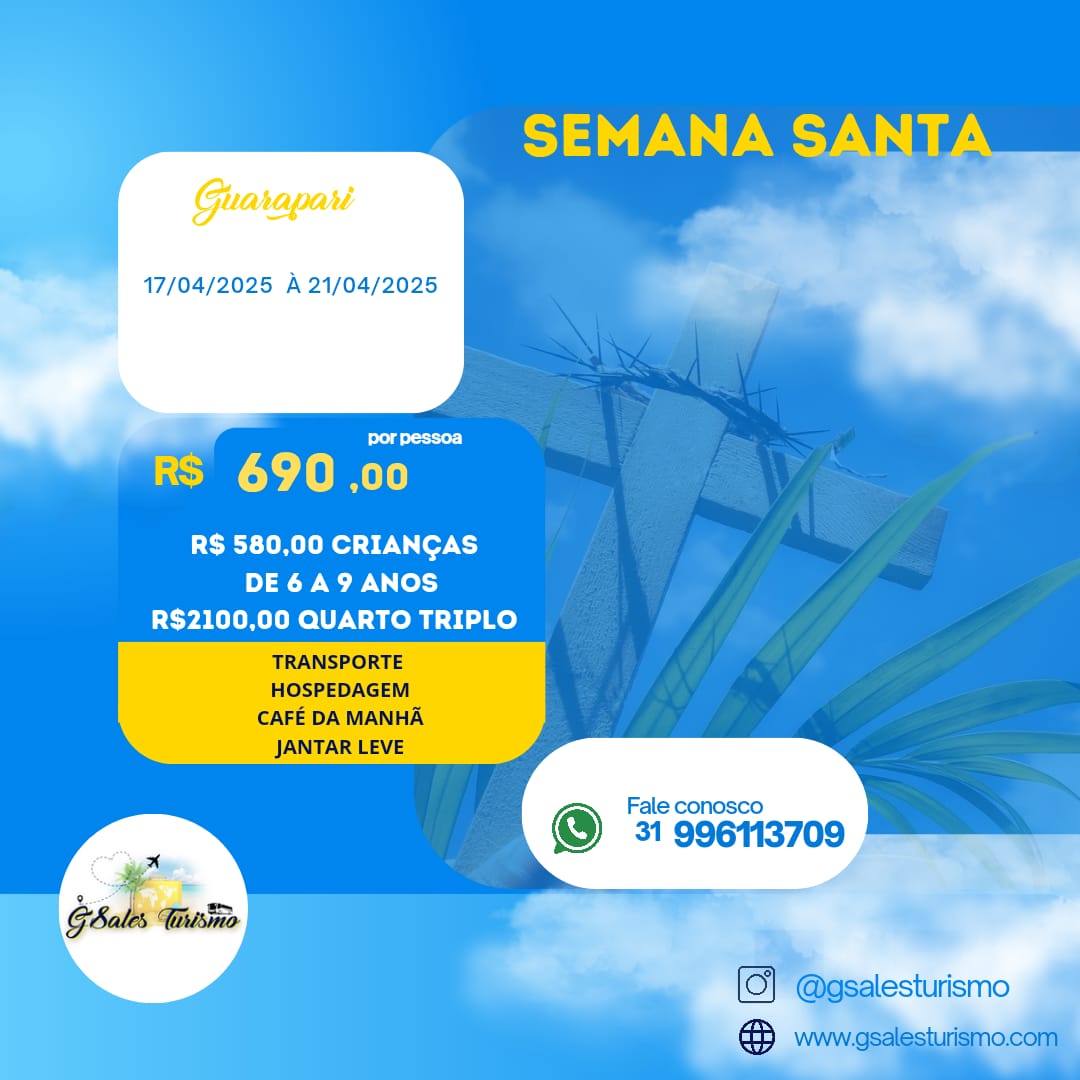 SEMANA SANTA
Guarapari
17/04/2025 À 21/04/2025
por pessoa
R$ 690 ,00
R$ 580,00 CRIANÇAS
DE 6 A 9 ANOS
R$2100,00 QUARTO TRIPLO
TRANSPORTE
HOSPEDAGEM
CAFÉ DA MANHÃ
JANTAR LEVE
Fale conosco
31 996113709
GSales Turismo
@gsalesturismo
www.gsalesturismo.com